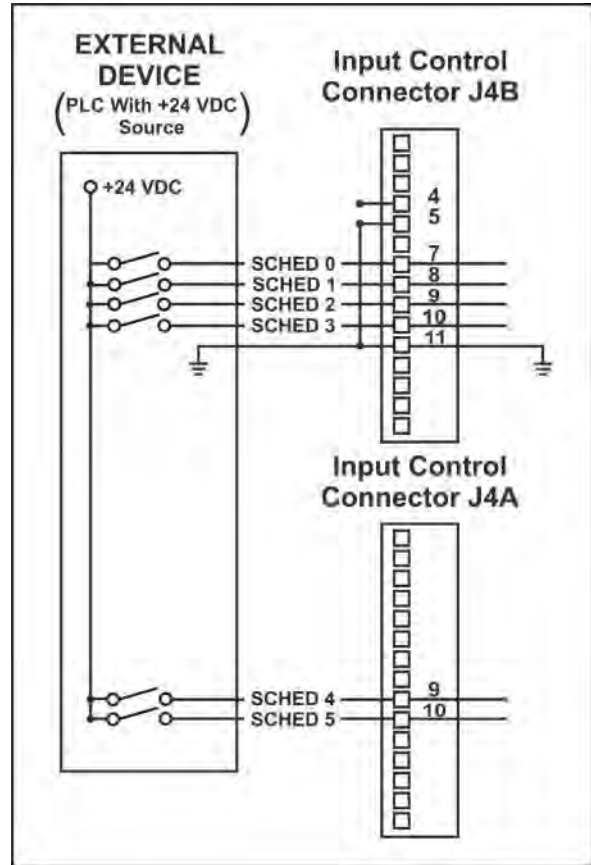 EXTERNAL
DEVICE
(PLC With +24 VDC
Source)
Input Control
Connector J4B
+24 VDC
4
5
SCHED 0
7
SCHED 1
8
SCHED 2
9
SCHED 3
10
11
Input Control
Connector J4A
SCHED 4
9
SCHED 5
10